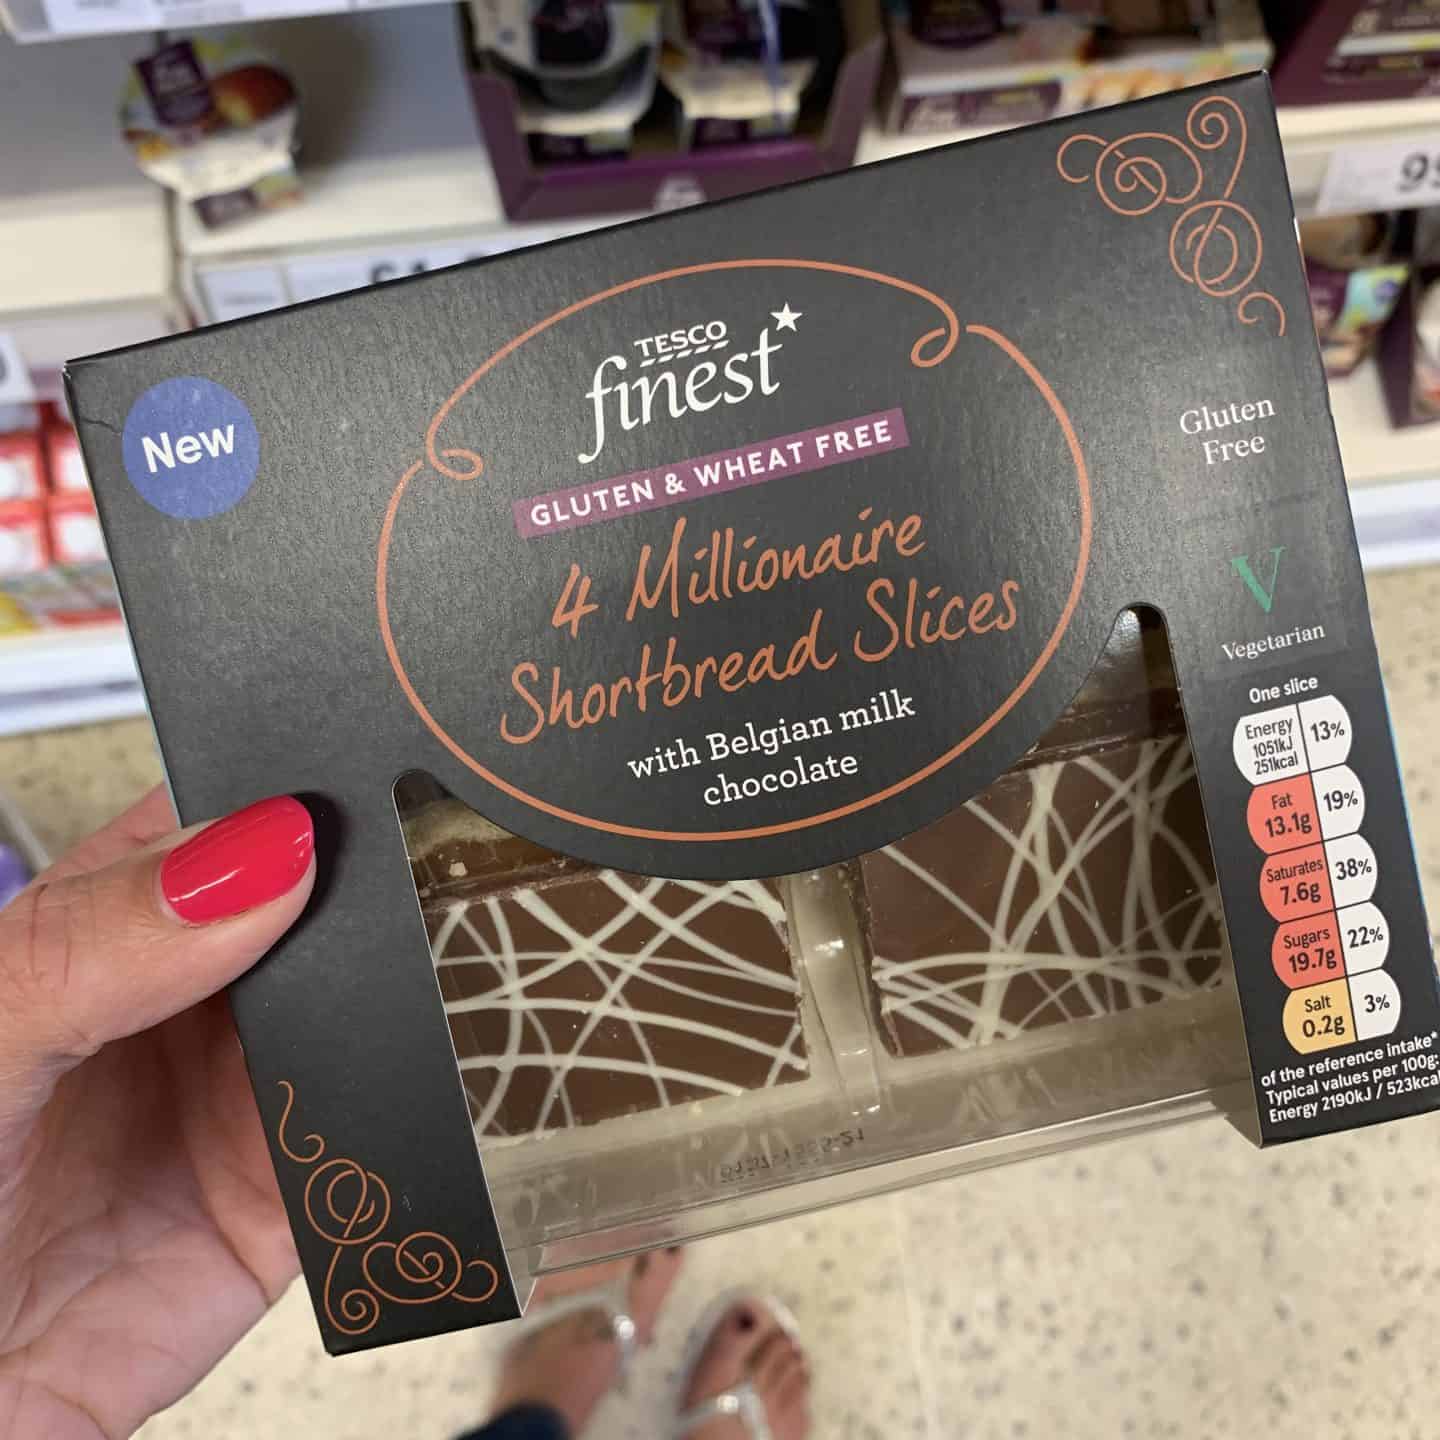 New
TESCO
finest
GLUTEN & WHEAT FREE
4 Millionaire
Shortbread Slices
with Belgian milk
chocolate
Gluten
Free
V
Vegetarian
One slice
Energy
1051kJ
251kcal
13%
Fat
13.1g
19%
Saturates
7.6g
38%
Sugars
19.7g
22%
Salt
0.2g
3%
of the reference intake*
Typical values per 100g:
Energy 2190kJ / 523kcal